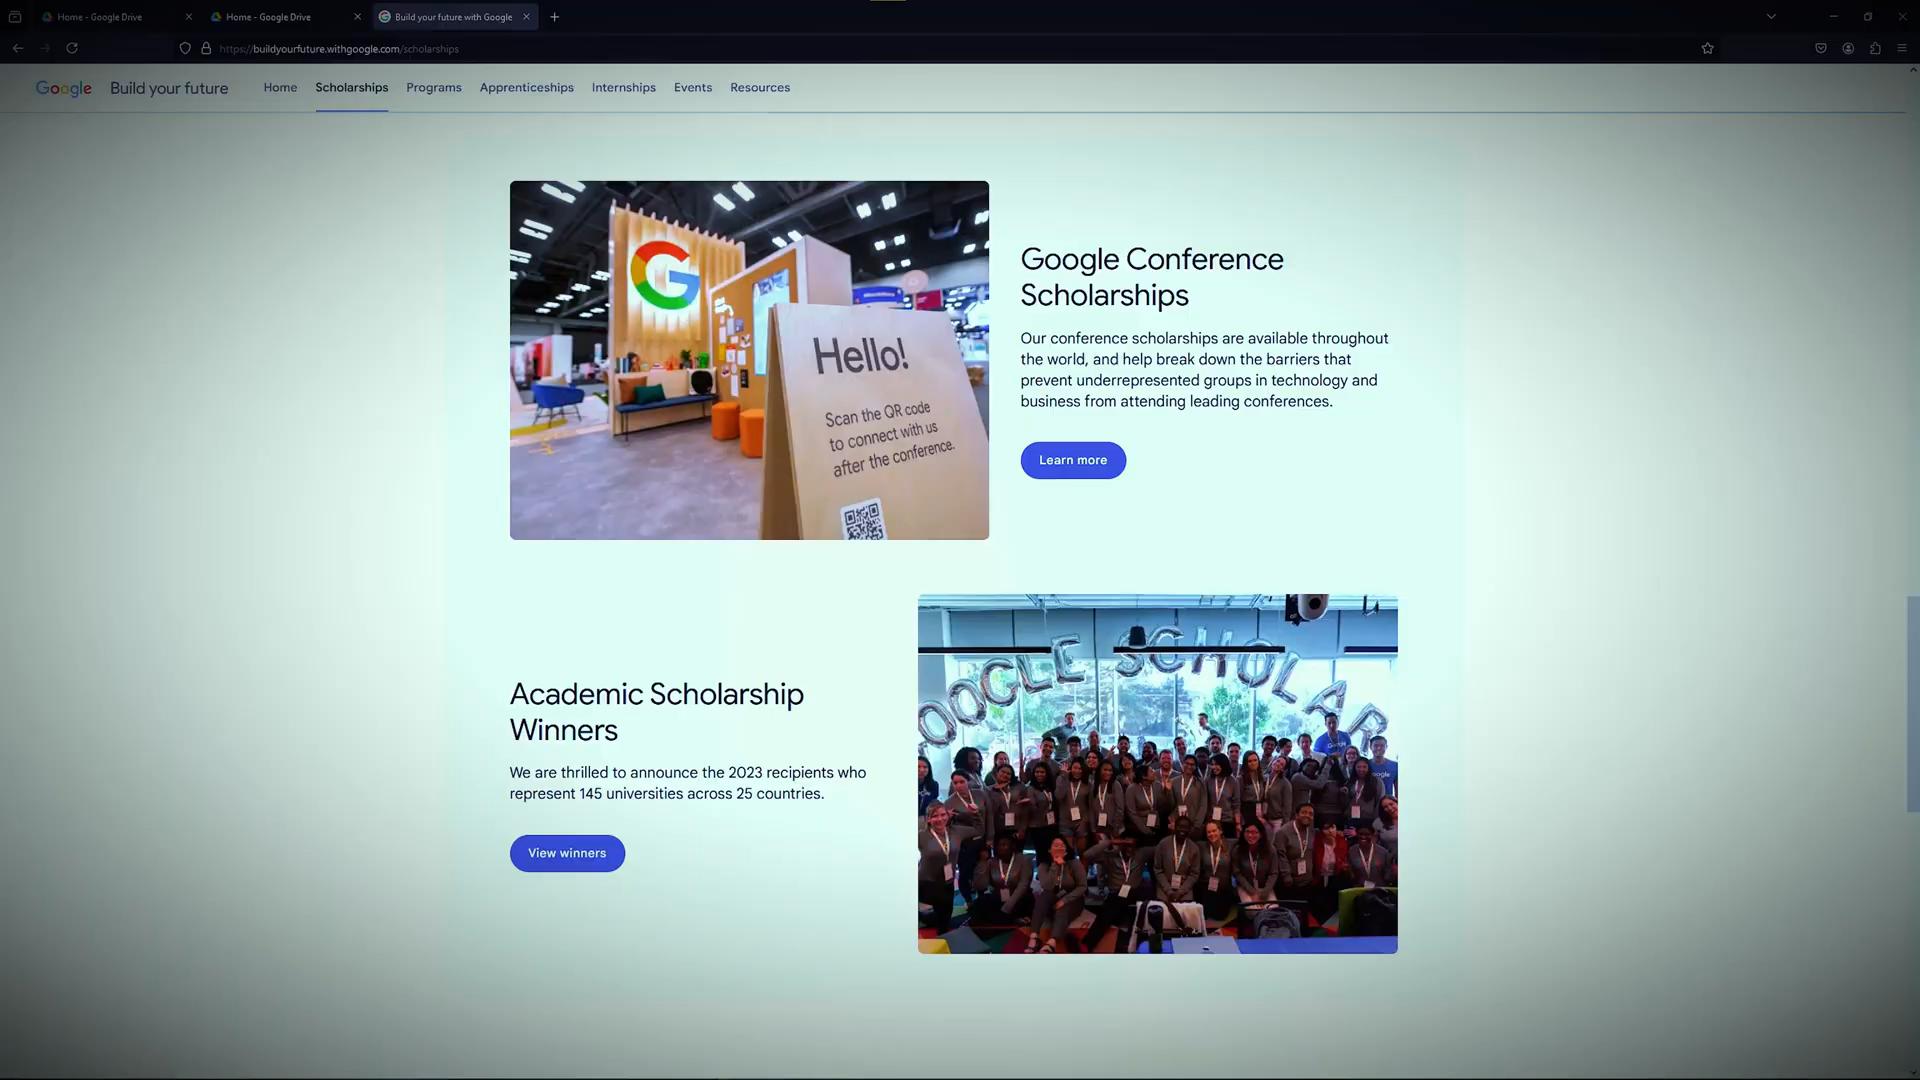 Home - Google Drive
Home - Google Drive
Build your future with Google
https://buildyourfuture.withgoogle.com/scholarships
Google Build your future Home Scholarships Programs Apprenticeships Internships Events Resources
Hello!
Scan the QR code
to connect with us
after the conference.
Google Conference
Scholarships
Our conference scholarships are available throughout
the world, and help break down the barriers that
prevent underrepresented groups in technology and
business from attending leading conferences.
Learn more
OOGLE SCHOLAR
Academic Scholarship
Winners
We are thrilled to announce the 2023 recipients who
represent 145 universities across 25 countries.
View winners